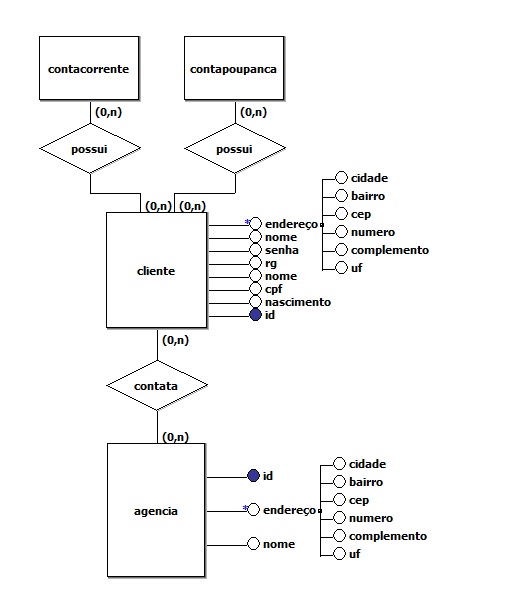 contacorrente
contapoupanca
(0,n)
(0,n)
possui
possui
(0,n)
(0,n)
cliente
* endereço
nome
senha
rg
nome
cpf
nascimento
id
cidade
bairro
cep
numero
complemento
uf
(0,n)
contata
(0,n)
agencia
id
* endereço
nome
cidade
bairro
cep
numero
complemento
uf